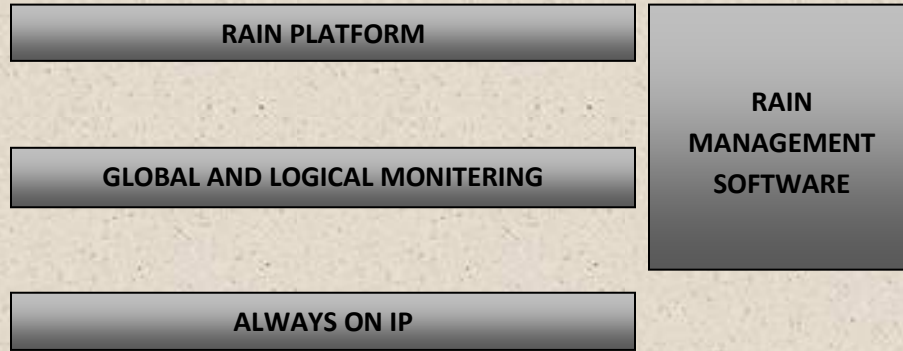 RAIN PLATFORM
RAIN
MANAGEMENT
SOFTWARE
GLOBAL AND LOGICAL MONITERING
ALWAYS ON IP